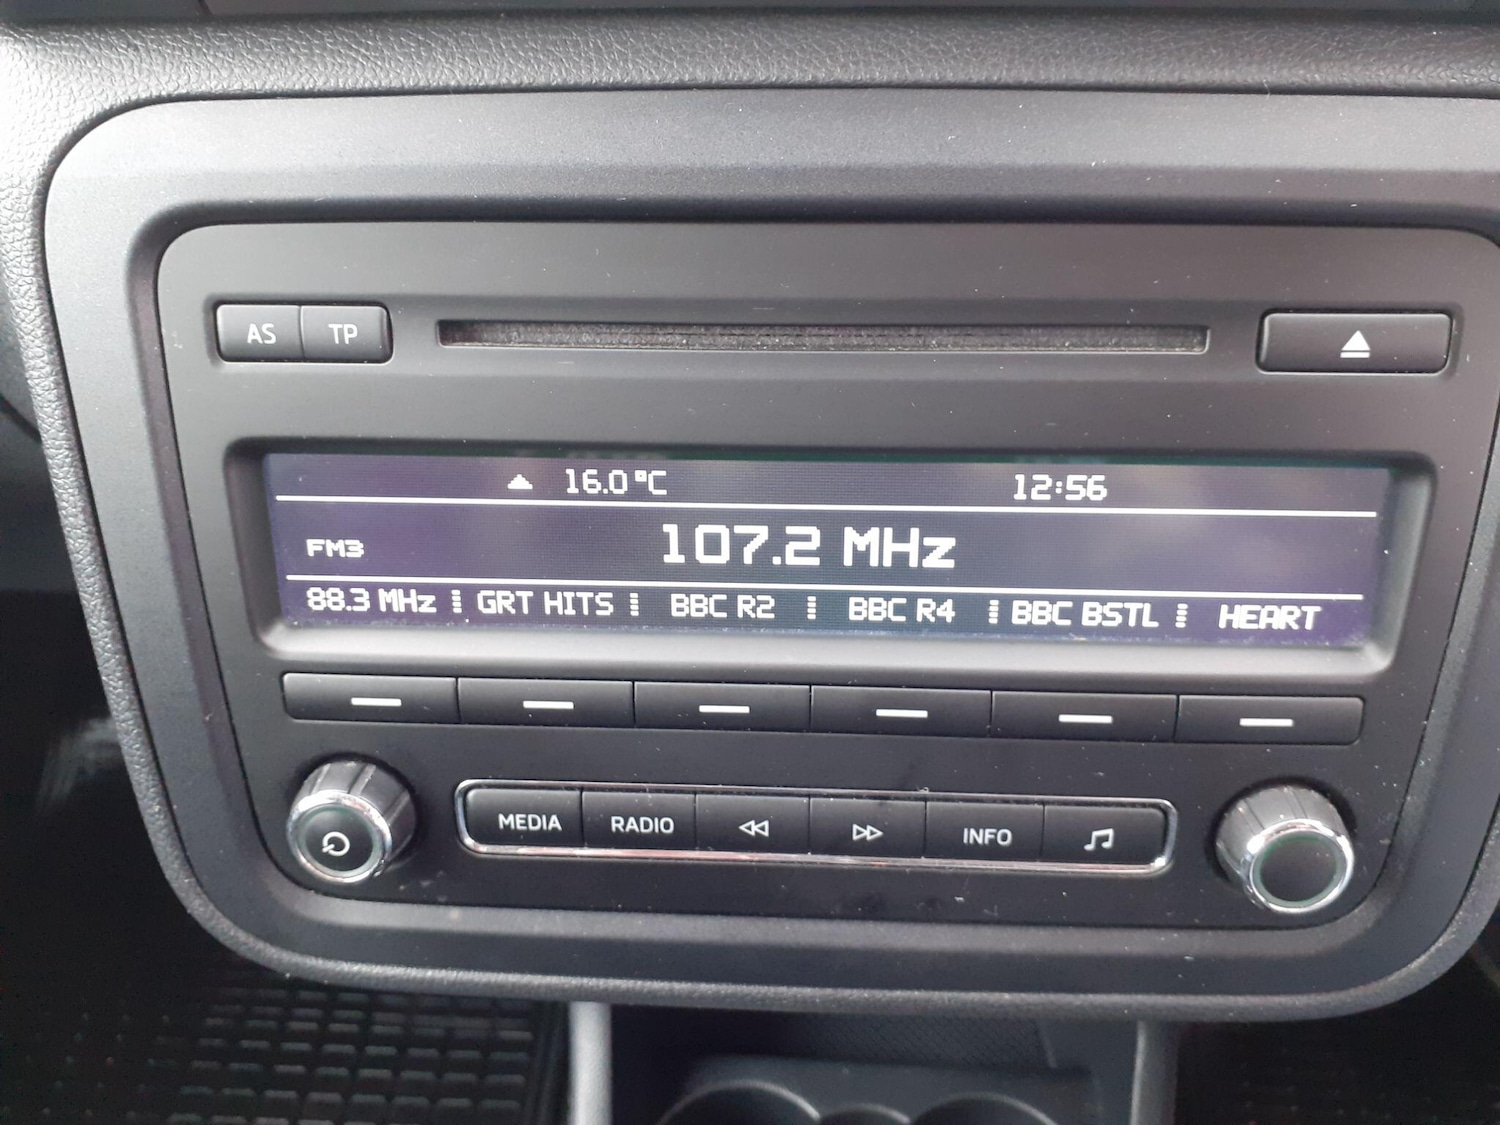 AS TP
16.0°C 12:56
FM3 107.2 MHz
88.3 MHz GRT HITS BBC R2 BBC R4 BBC BSTL HEART
MEDIA RADIO INFO